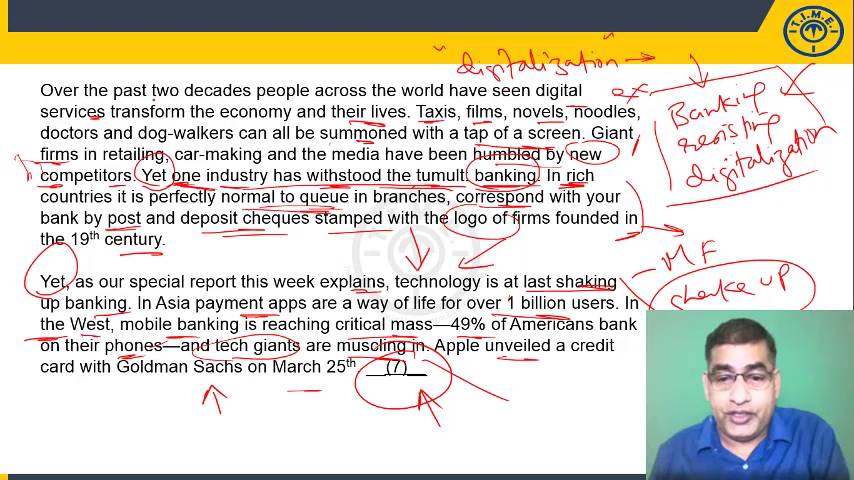 T.I.M.E.
"digitalization"
Over the past two decades people across the world have seen digital
services transform the economy and their lives. Taxis, films, novels, noodles,
doctors and dog-walkers can all be summoned with a tap of a screen. Giant
firms in retailing, car-making and the media have been humbled by new
competitors. Yet one industry has withstood the tumult: banking. In rich
countries it is perfectly normal to queue in branches, correspond with your
bank by post and deposit cheques stamped with the logo of firms founded in
the 19th century.
Banking
resisting
digitalization
Yet, as our special report this week explains, technology is at last shaking
up banking. In Asia payment apps are a way of life for over 1 billion users. In
the West, mobile banking is reaching critical mass—49% of Americans bank
on their phones—and tech giants are muscling in. Apple unveiled a credit
card with Goldman Sachs on March 25th __(7)__
- MF
shake up